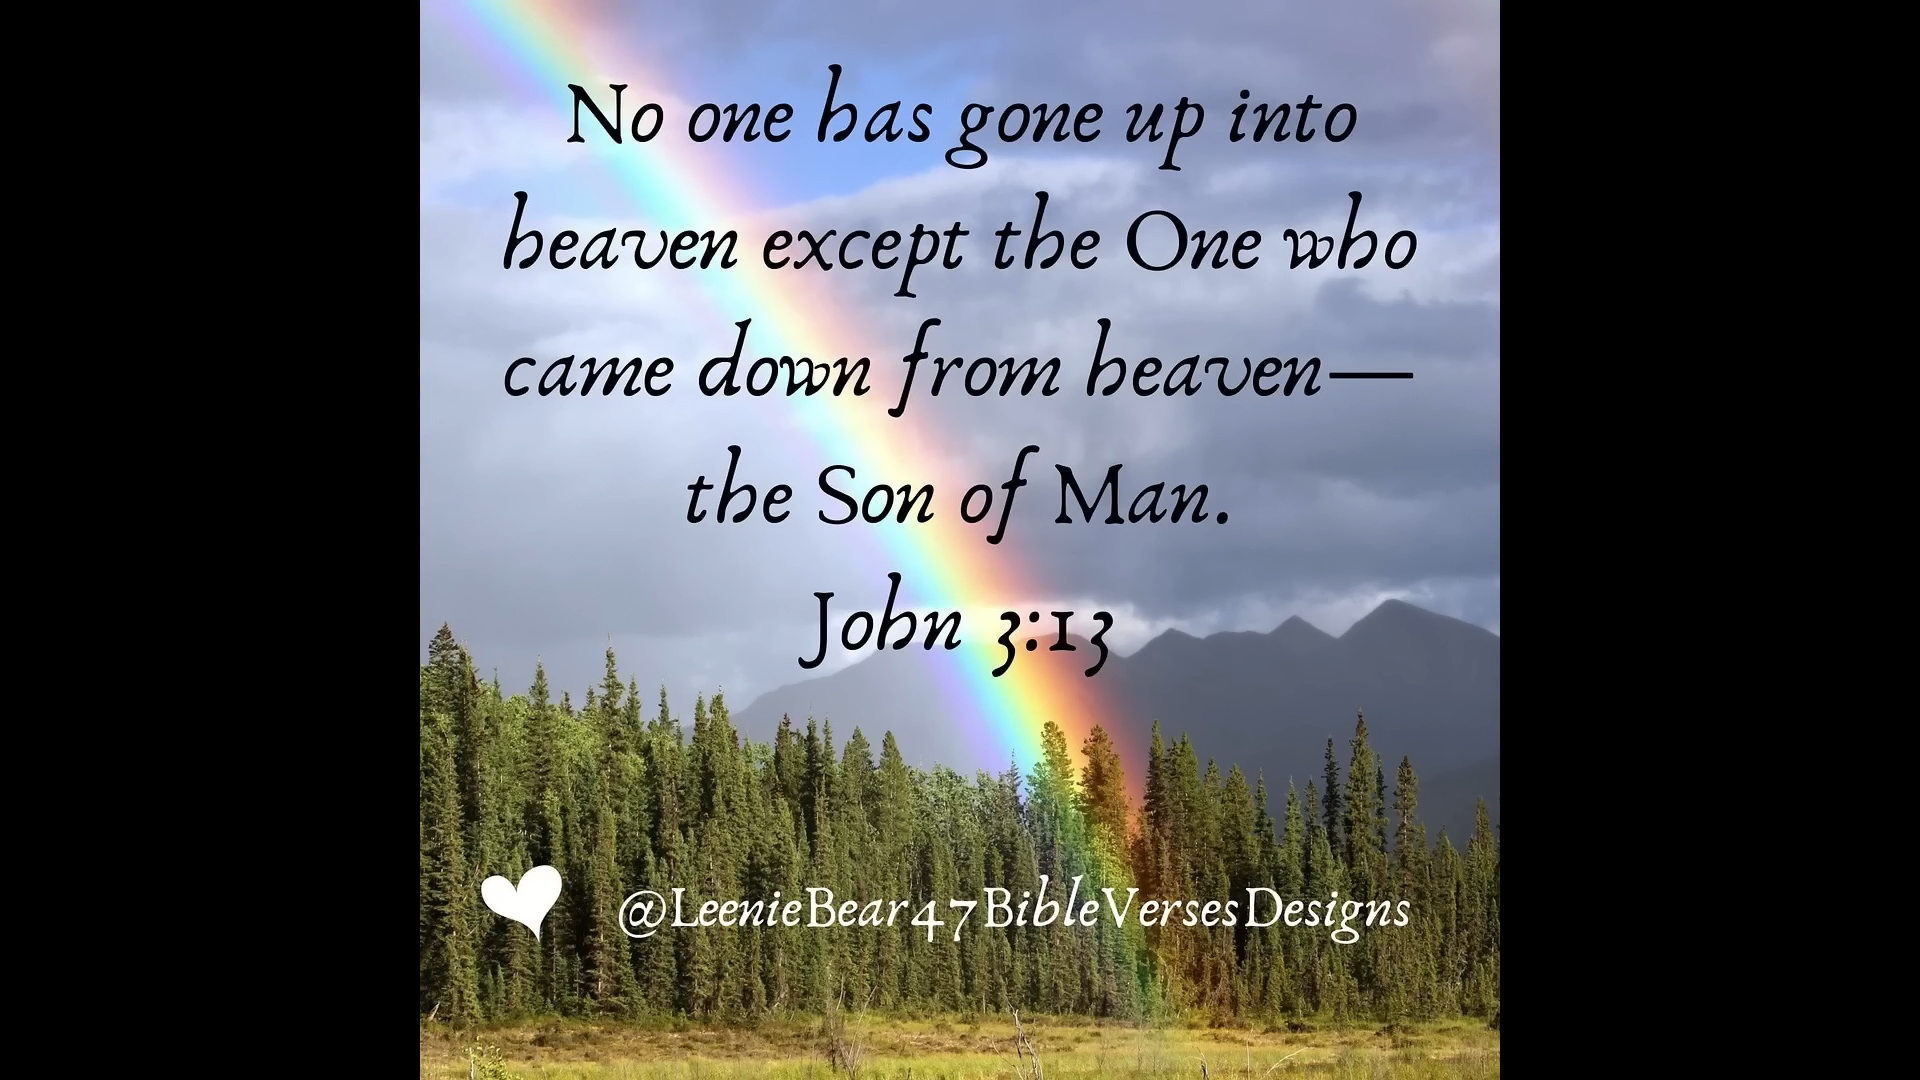 No one has gone up into
heaven except the One who
came down from heaven—
the Son of Man.
John 3:13
@LeenieBear47BibleVersesDesigns